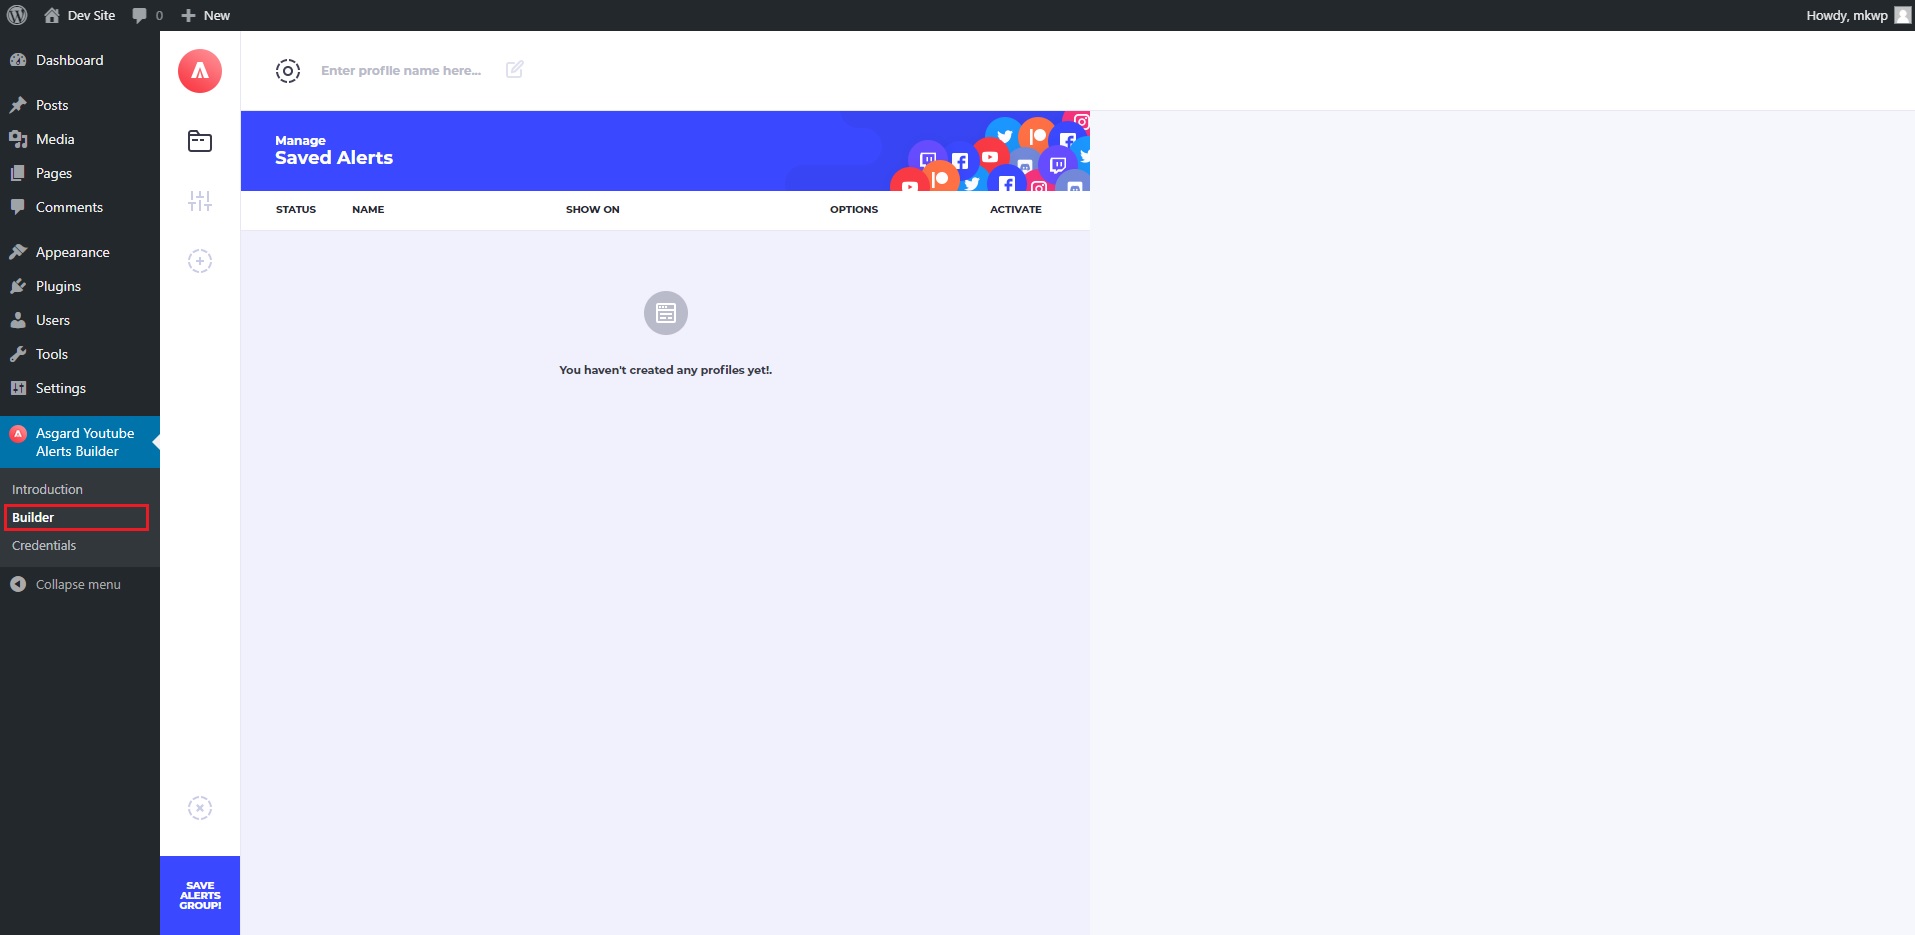 Dev Site
0
New
Howdy, mkwp
Dashboard
Posts
Media
Pages
Comments
Appearance
Plugins
Users
Tools
Settings
Asgard Youtube
Alerts Builder
Introduction
Builder
Credentials
Collapse menu
SAVE
ALERTS
GROUP!
Enter profile name here...
Manage
Saved Alerts
STATUS NAME SHOW ON OPTIONS ACTIVATE
You haven't created any profiles yet!.